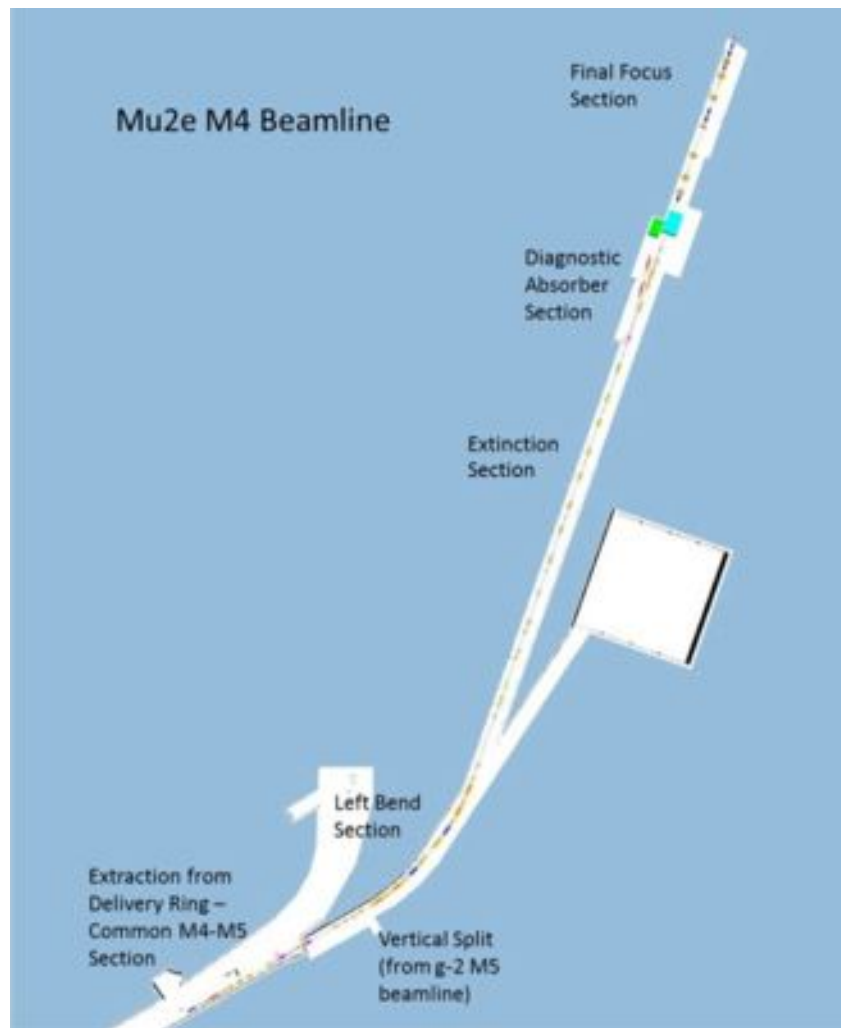 Mu2e M4 Beamline
Final Focus
Section
Diagnostic
Absorber
Section
Extinction
Section
Left Bend
Section
Extraction from
Delivery Ring –
Common M4-M5
Section
Vertical Split
(from g-2 M5
beamline)